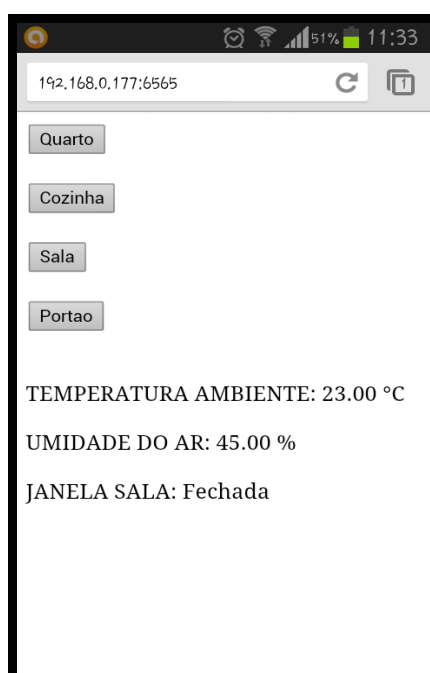 51% 11:33
192.168.0.177:6565
1
Quarto
Cozinha
Sala
Portao
TEMPERATURA AMBIENTE: 23.00 °C
UMIDADE DO AR: 45.00 %
JANELA SALA: Fechada